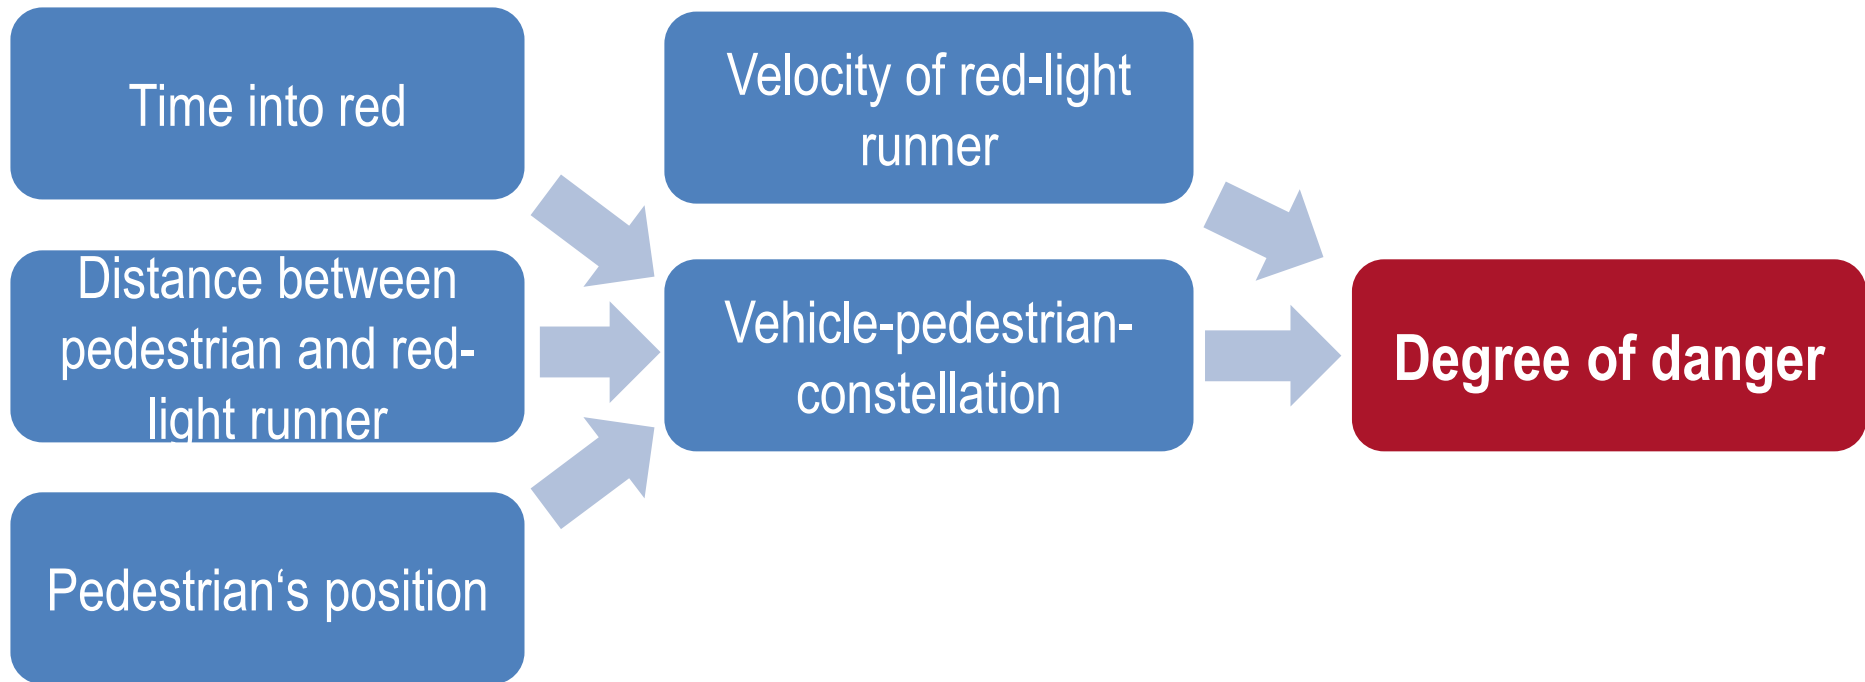 Time into red
Velocity of red-light
runner
Distance between
pedestrian and red-
light runner
Vehicle-pedestrian-
constellation
Degree of danger
Pedestrian‘s position